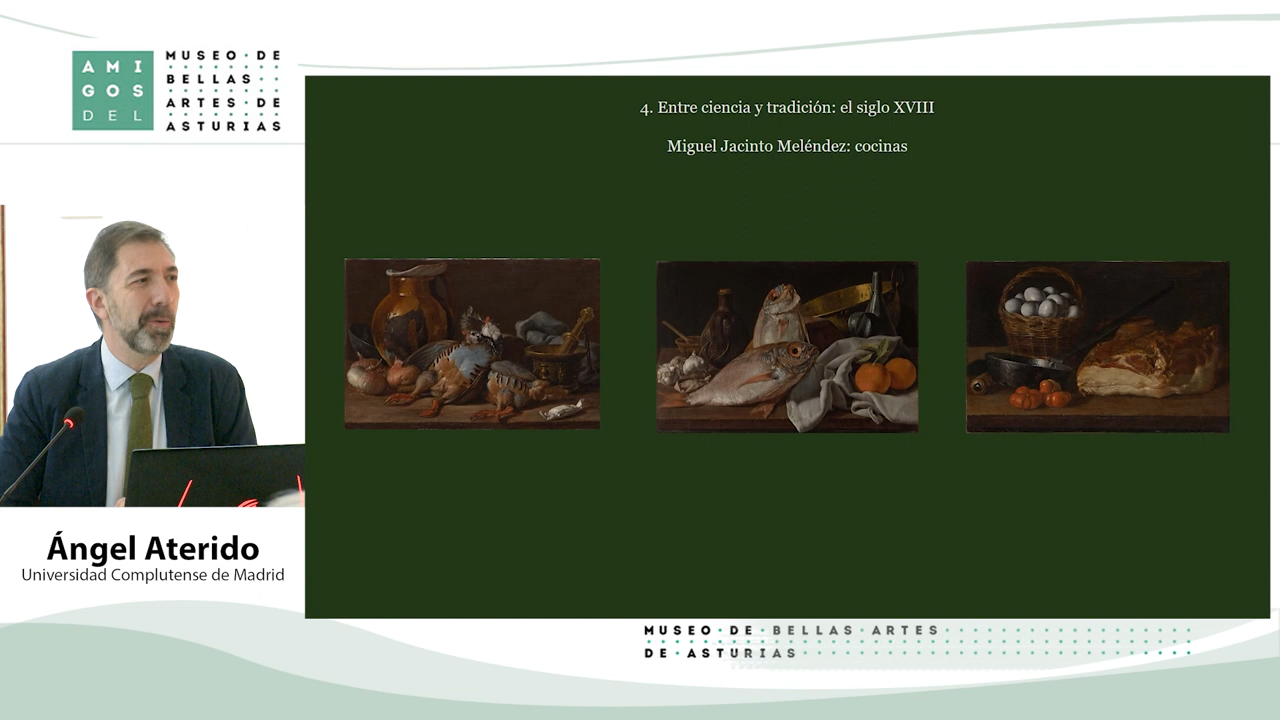 AMI
GOS
DEL
MUSEO·DE
BELLAS
ARTES·DE
ASTURIAS
4. Entre ciencia y tradición: el siglo XVIII
Miguel Jacinto Meléndez: cocinas
Ángel Aterido
Universidad Complutense de Madrid
MUSEO·DE·BELLAS·ARTES
DE·ASTURIAS